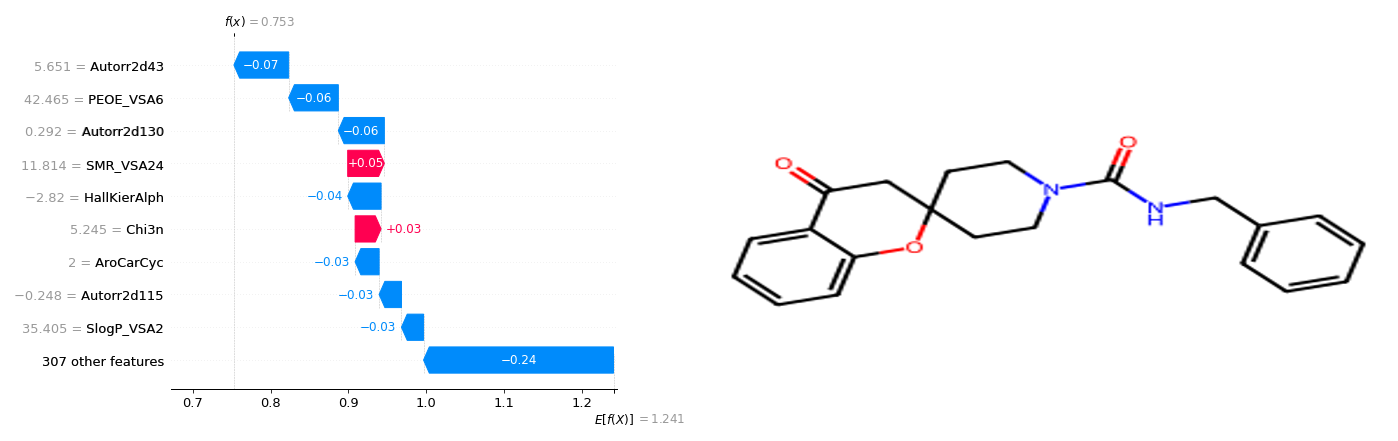 f(x) = 0.753
5.651 = Autorr2d43
−0.07
42.465 = PEOE_VSA6
−0.06
0.292 = Autorr2d130
−0.06
11.814 = SMR_VSA24
+0.05
−2.82 = HallKierAlph
−0.04
5.245 = Chi3n
+0.03
2 = AroCarCyc
−0.03
−0.248 = Autorr2d115
−0.03
35.405 = SlogP_VSA2
−0.03
307 other features
−0.24
0.7 0.8 0.9 1.0 1.1 1.2
E[f(X)] = 1.241
O
O
N
O
N
H